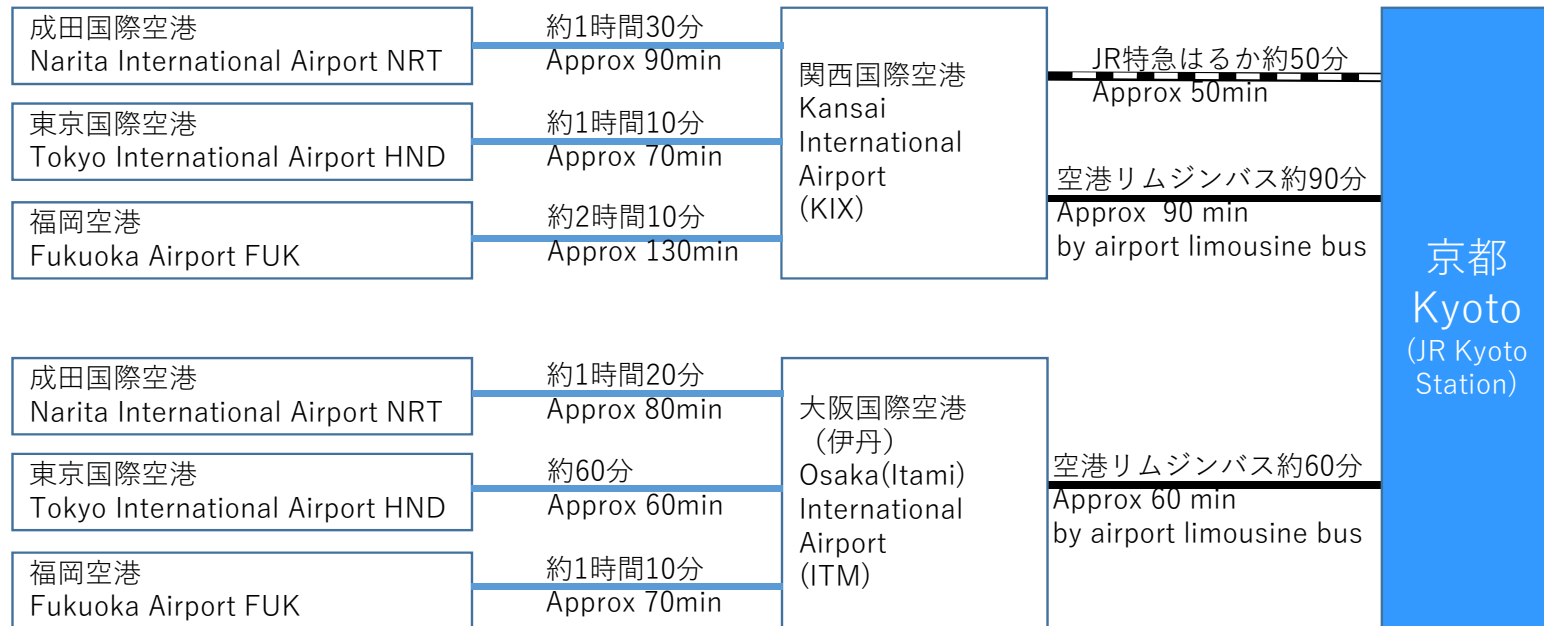 成田国際空港
Narita International Airport NRT
約1時間30分
Approx 90min
東京国際空港
Tokyo International Airport HND
約1時間10分
Approx 70min
福岡空港
Fukuoka Airport FUK
約2時間10分
Approx 130min
関西国際空港
Kansai
International
Airport
(KIX)
JR特急はるか約50分
Approx 50min
空港リムジンバス約90分
Approx 90 min
by airport limousine bus
成田国際空港
Narita International Airport NRT
約1時間20分
Approx 80min
東京国際空港
Tokyo International Airport HND
約60分
Approx 60min
福岡空港
Fukuoka Airport FUK
約1時間10分
Approx 70min
大阪国際空港
（伊丹）
Osaka(Itami)
International
Airport
(ITM)
空港リムジンバス約60分
Approx 60 min
by airport limousine bus
京都
Kyoto
(JR Kyoto
Station)